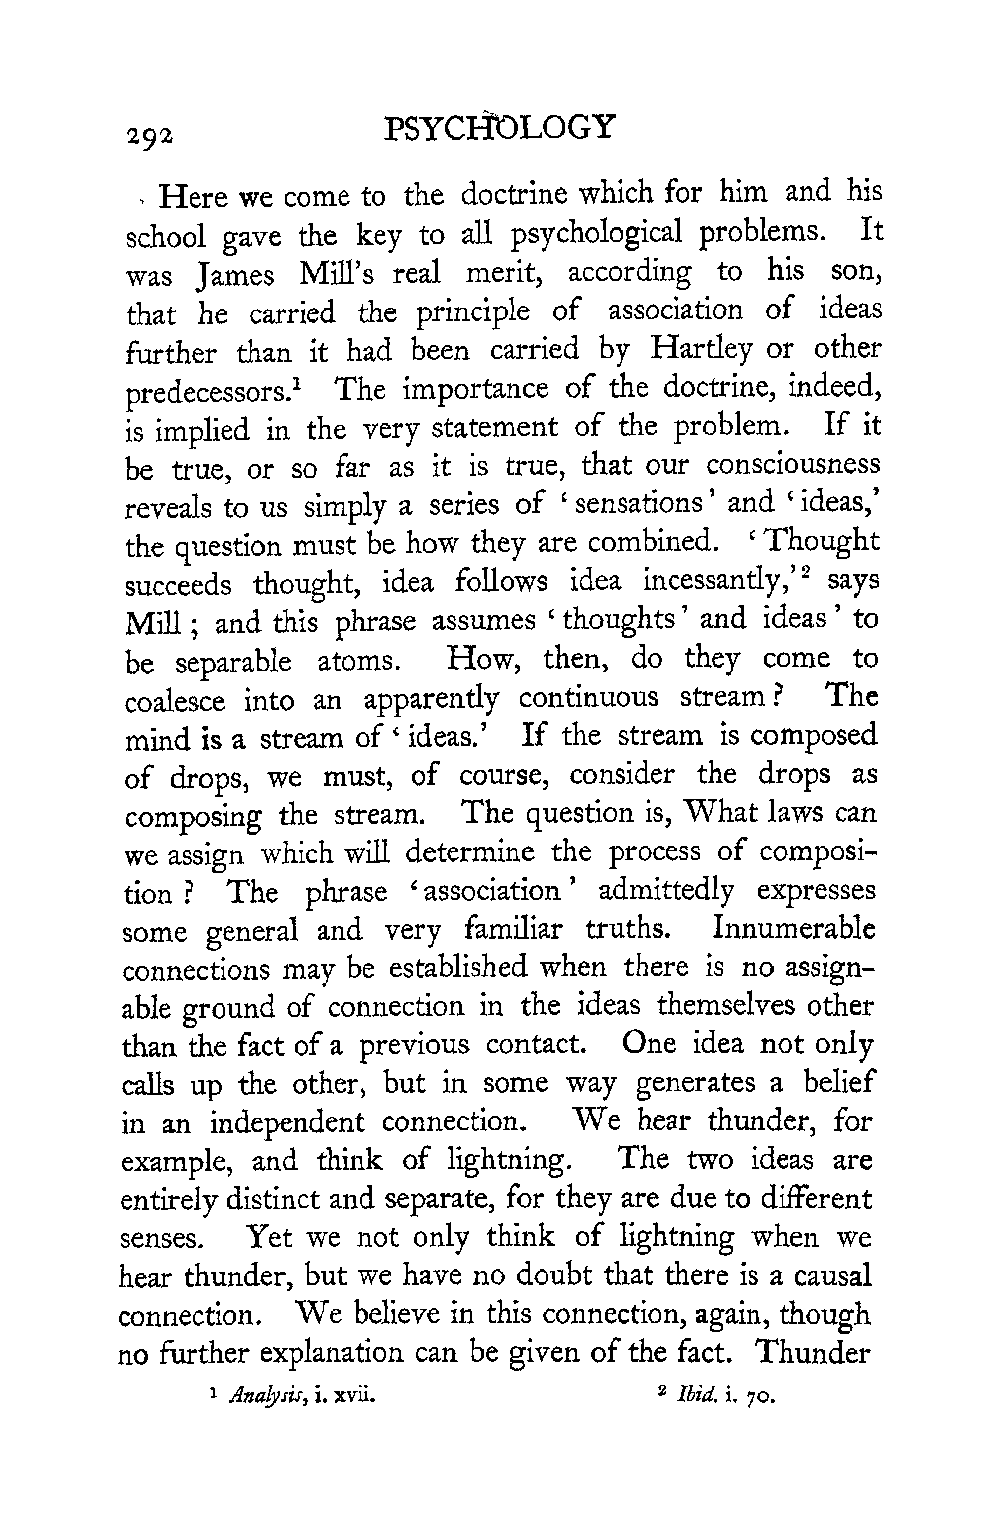 292 PSYCHOLOGY
Here we come to the doctrine which for him and his
school gave the key to all psychological problems. It
was James Mill's real merit, according to his son,
that he carried the principle of association of ideas
further than it had been carried by Hartley or other
predecessors.¹ The importance of the doctrine, indeed,
is implied in the very statement of the problem. If it
be true, or so far as it is true, that our consciousness
reveals to us simply a series of ‘sensations’ and ‘ideas,’
the question must be how they are combined. ‘Thought
succeeds thought, idea follows idea incessantly,’² says
Mill; and this phrase assumes ‘thoughts’ and ideas’ to
be separable atoms. How, then, do they come to
coalesce into an apparently continuous stream? The
mind is a stream of ‘ideas.’ If the stream is composed
of drops, we must, of course, consider the drops as
composing the stream. The question is, What laws can
we assign which will determine the process of composi-
tion? The phrase ‘association’ admittedly expresses
some general and very familiar truths. Innumerable
connections may be established when there is no assign-
able ground of connection in the ideas themselves other
than the fact of a previous contact. One idea not only
calls up the other, but in some way generates a belief
in an independent connection. We hear thunder, for
example, and think of lightning. The two ideas are
entirely distinct and separate, for they are due to different
senses. Yet we not only think of lightning when we
hear thunder, but we have no doubt that there is a causal
connection. We believe in this connection, again, though
no further explanation can be given of the fact. Thunder
¹ Analysis, i. xvii. ² Ibid. i. 70.